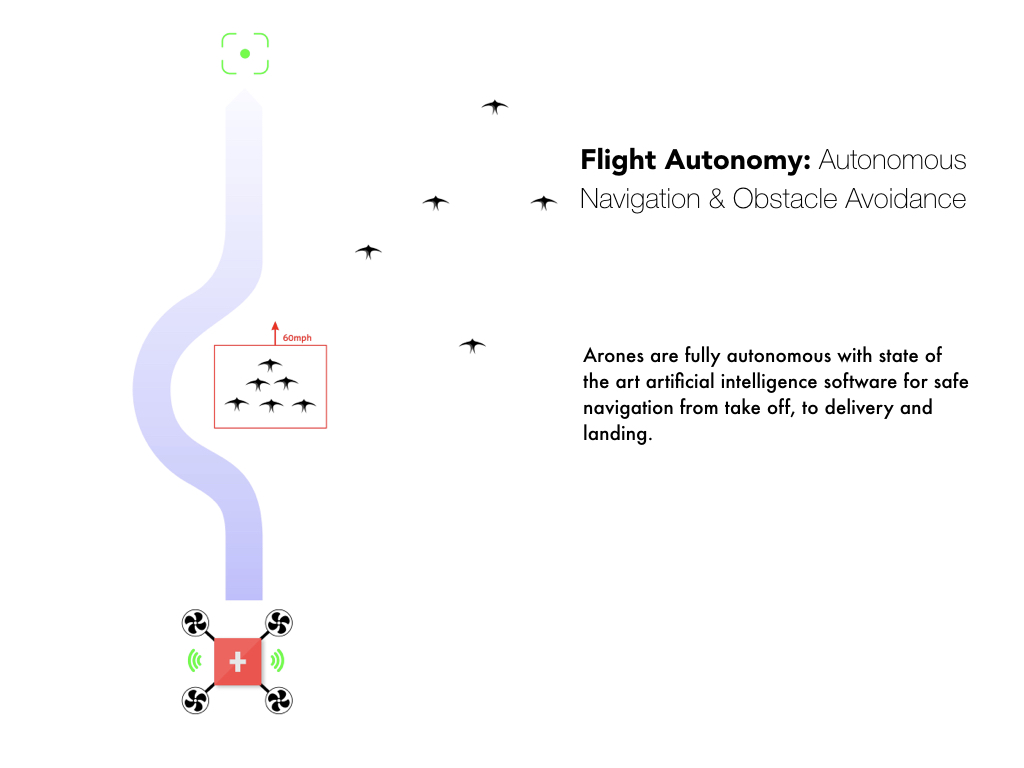 Flight Autonomy: Autonomous
Navigation & Obstacle Avoidance
60mph
Arones are fully autonomous with state of
the art artificial intelligence software for safe
navigation from take off, to delivery and
landing.